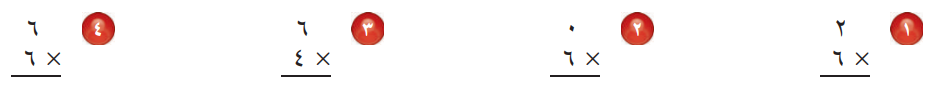 ١ ٢ ٢ ٠ ٣ ٦ ٤ ٦
٦ × ٦ × ٤ × ٦ ×